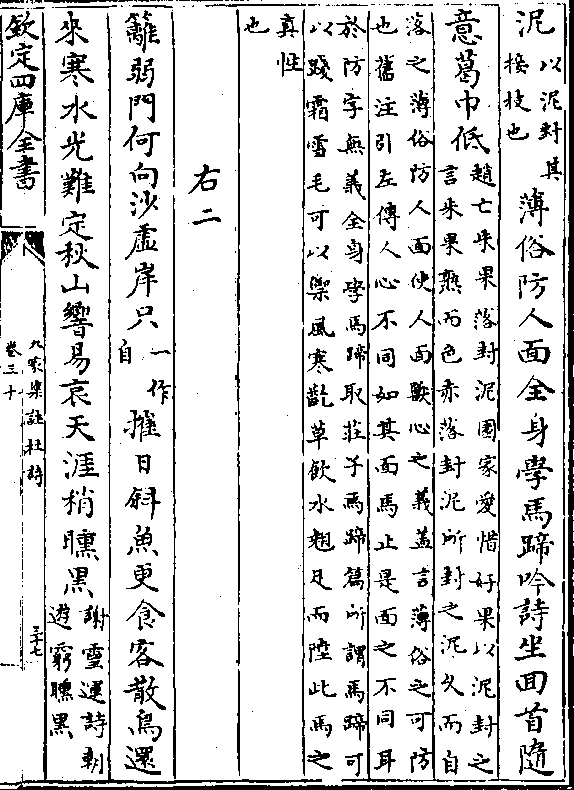 泥以泥封其
接枝也
薄俗防人面全身學馬蹄吟詩坐回首隨
意葛巾低
趙云朱果落封泥園家愛惜好果以泥封之
言朱果熟而色赤落封泥所封之泥久而自
落之薄俗防人面使人面獸心之義蓋言薄俗之可防
也舊注引左傳人心不同如其面焉止是面之不同耳
於防字無義全身學馬蹄取莊子馬蹄篇所謂馬蹄可
以踐霜雪毛可以禦風寒齕草飲水翹足而陸此馬之
真性
也
右二
籬弱門何向沙虛岸只
一作
自
摧日斜魚更食客散鳥還
來寒水光難定秋山響易哀天涯稍曛黑
謝靈運詩朝
遊窮曛黑
欽定四庫全書
九家集註杜詩
卷三十
三十七